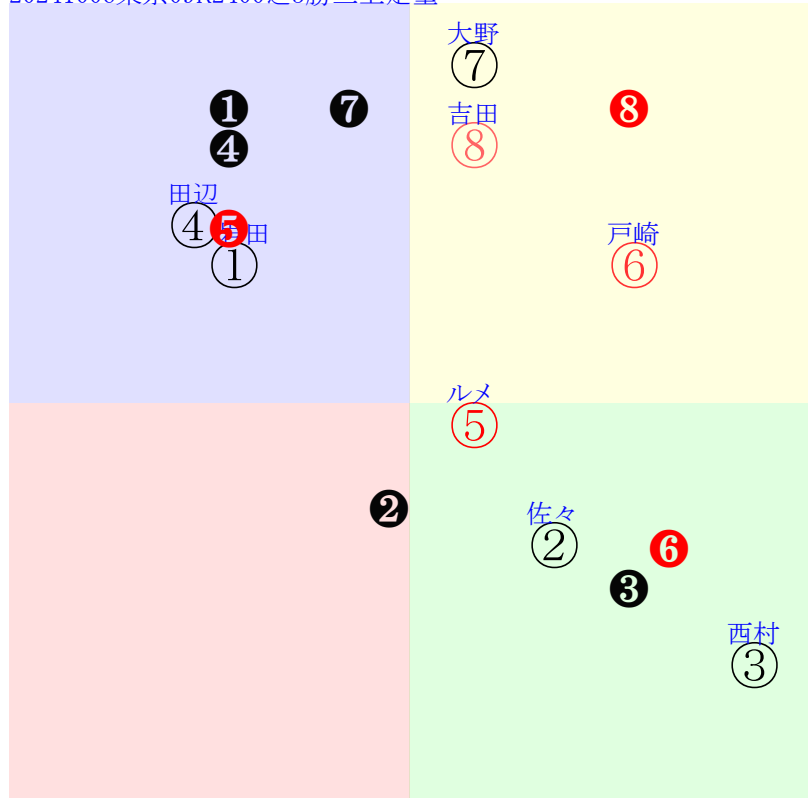 大野
⑦
❶ ❼ ❽
吉田
❹ ⑧
田辺
④ ❺ 田 戸崎
① ⑥
ルメ
⑤
❷ 佐々
② ❻
❸
西村
③